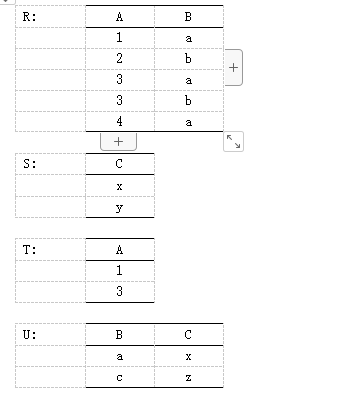 R: A B
1 a
2 b
3 a
3 b
4 a
S: C
x
y
T: A
1
3
U: B C
a x
c z